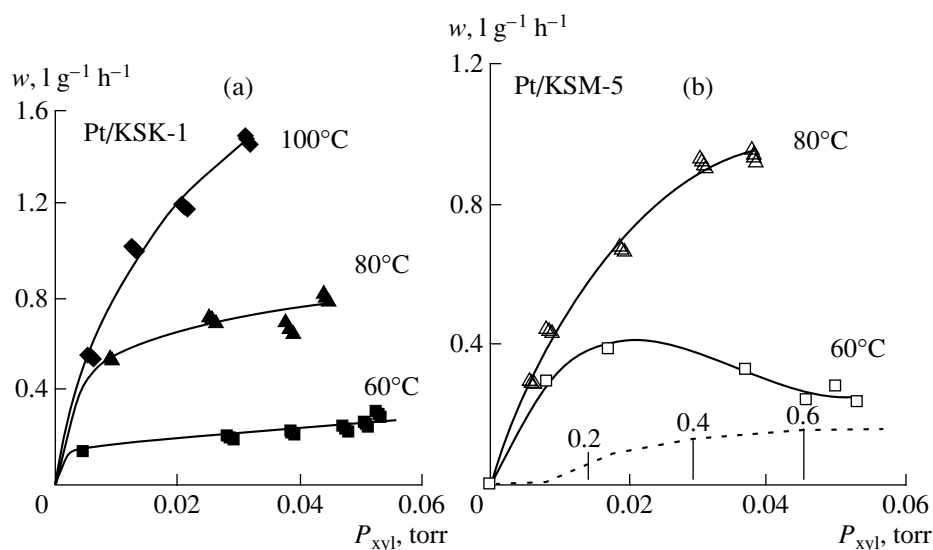 w, l g⁻¹ h⁻¹
(a)
Pt/KSK-1
100°C
80°C
60°C
1.6
1.2
0.8
0.4
0
0.02
0.04
0.06
P_xyl, torr
w, l g⁻¹ h⁻¹
(b)
Pt/KSM-5
80°C
60°C
1.2
0.8
0.4
0.2
0.4
0.6
0
0.02
0.04
0.06
P_xyl, torr